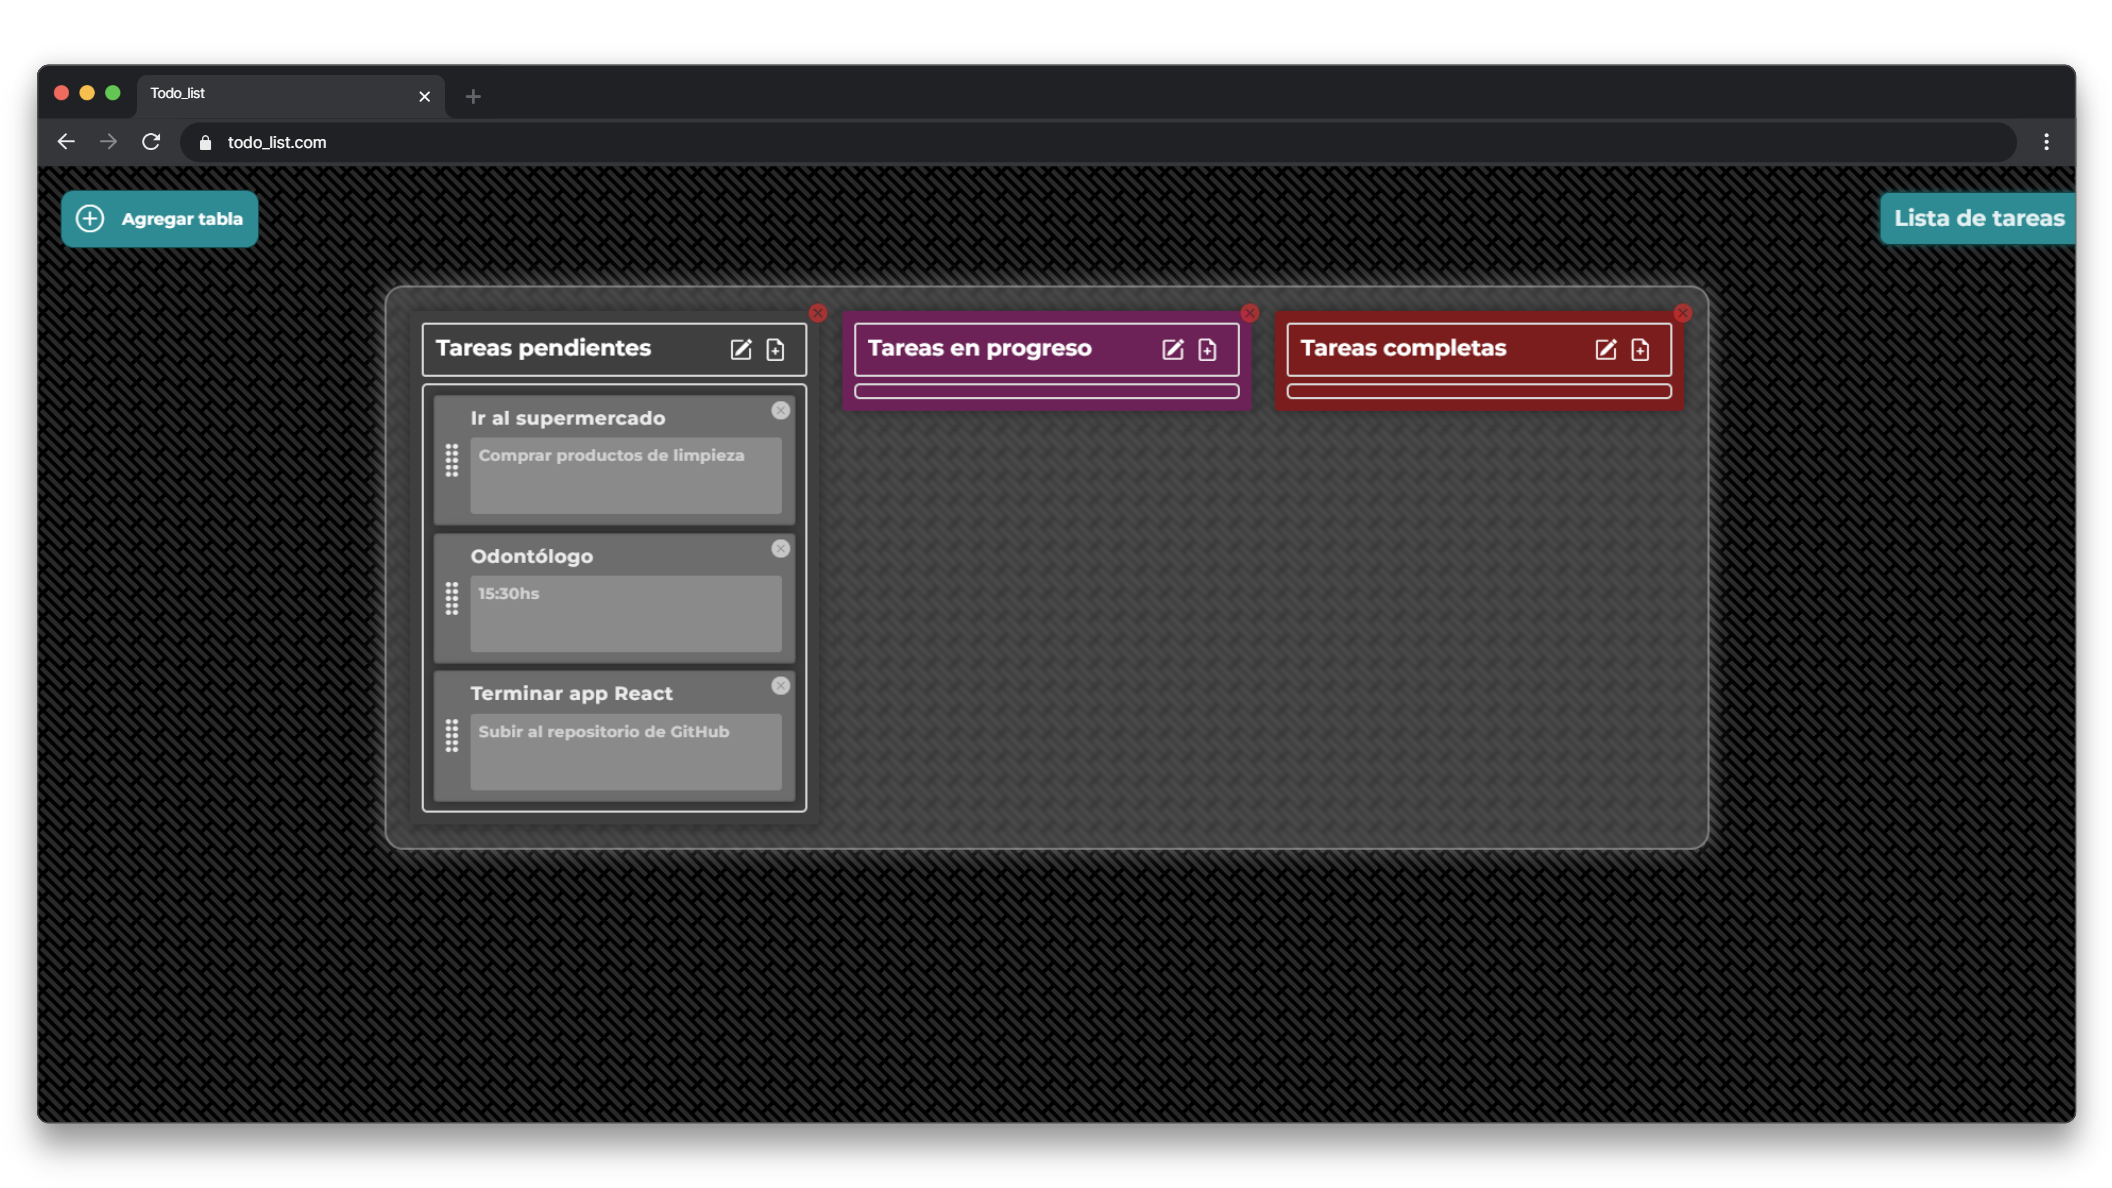 Todo_list
todo_list.com
Agregar tabla
Lista de tareas
Tareas pendientes
Ir al supermercado
Comprar productos de limpieza
Odontólogo
15:30hs
Terminar app React
Subir al repositorio de GitHub
Tareas en progreso
Tareas completas